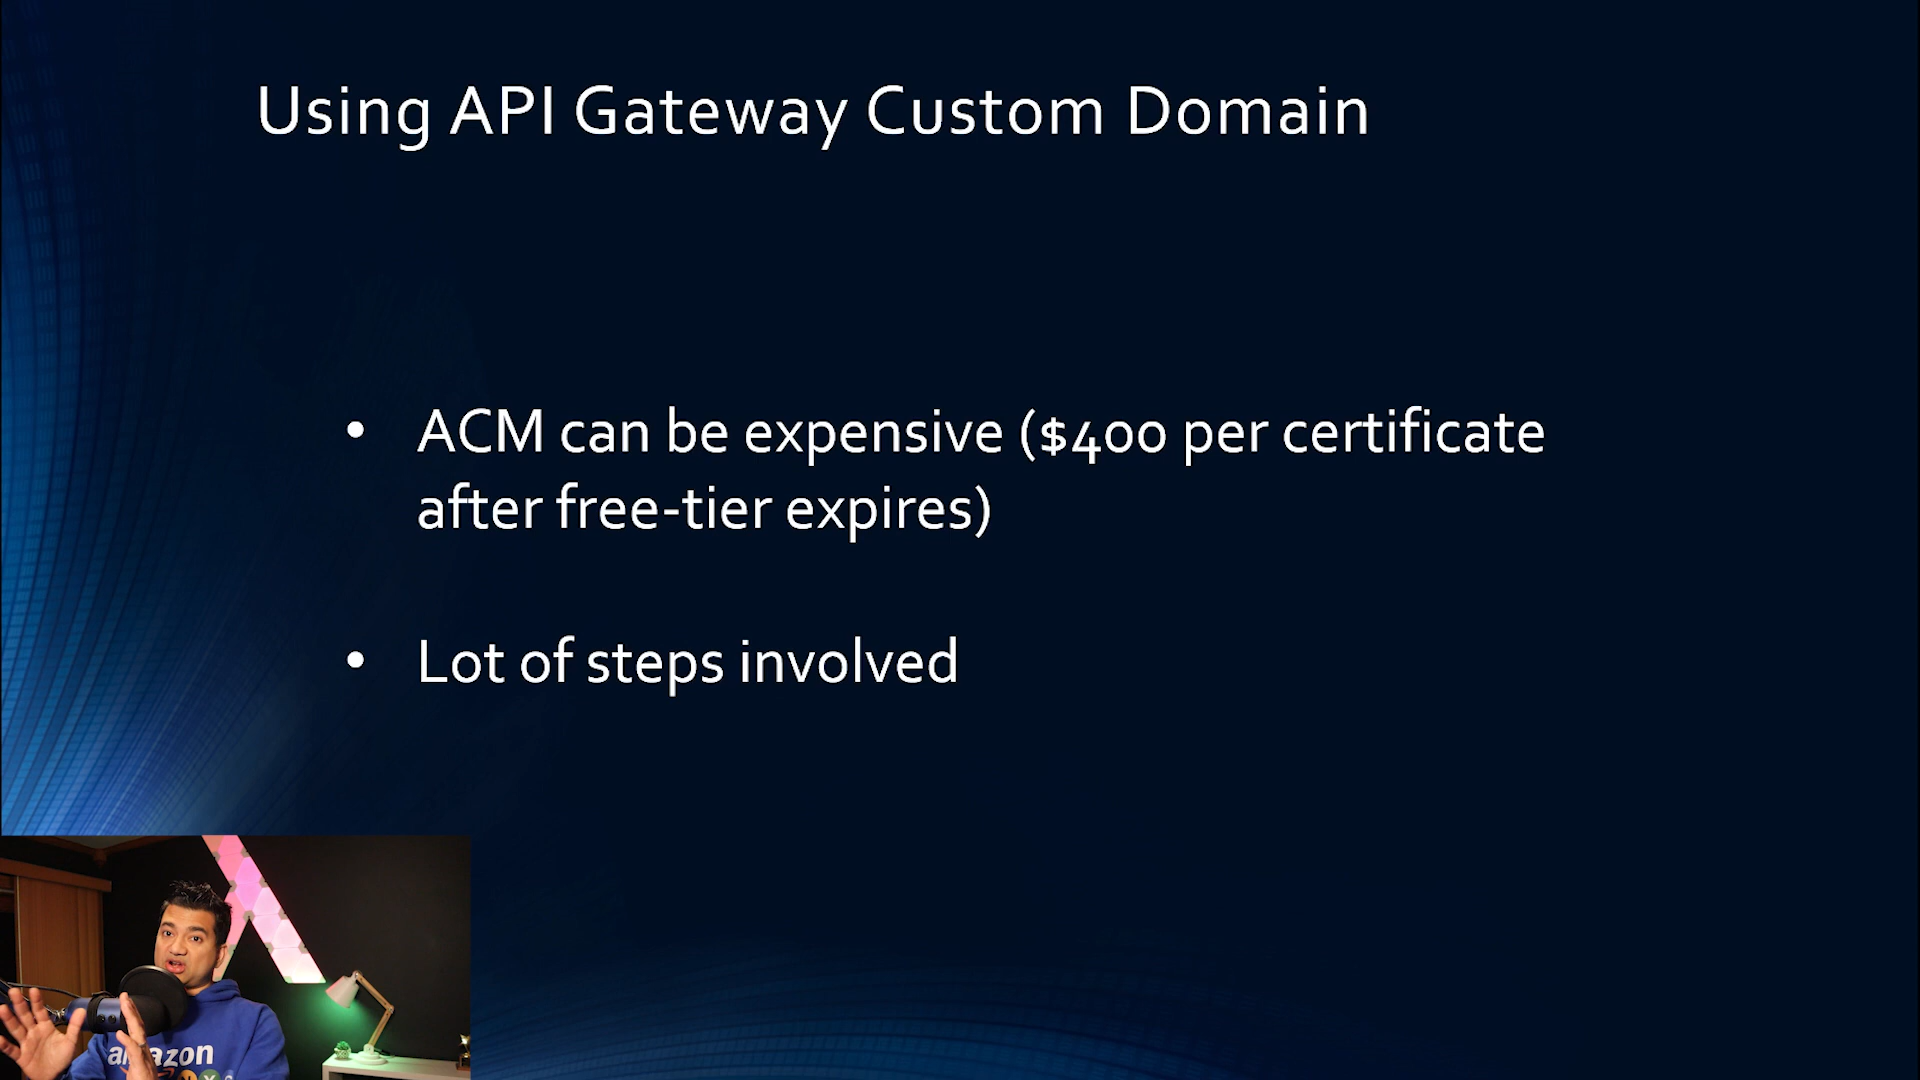 Using API Gateway Custom Domain
• ACM can be expensive ($400 per certificate
after free-tier expires)
• Lot of steps involved
amazon